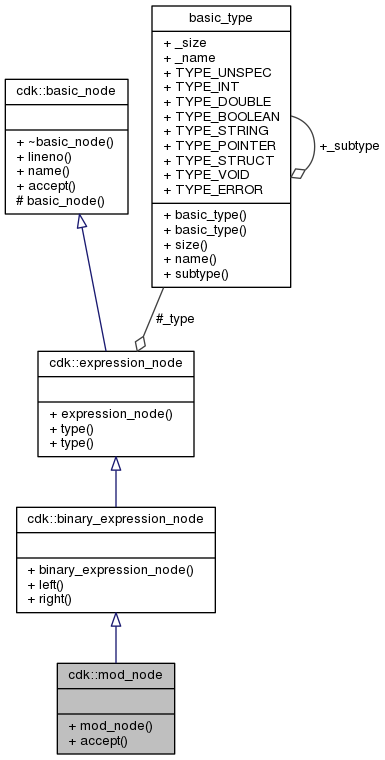 basic_type
+ _size
+ _name
+ TYPE_UNSPEC
+ TYPE_INT
+ TYPE_DOUBLE
+ TYPE_BOOLEAN
+ TYPE_STRING
+ TYPE_POINTER
+ TYPE_STRUCT
+ TYPE_VOID
+ TYPE_ERROR
+ basic_type()
+ basic_type()
+ size()
+ name()
+ subtype()
+_subtype
cdk::basic_node
+ ~basic_node()
+ lineno()
+ name()
+ accept()
# basic_node()
#_type
cdk::expression_node
+ expression_node()
+ type()
+ type()
cdk::binary_expression_node
+ binary_expression_node()
+ left()
+ right()
cdk::mod_node
+ mod_node()
+ accept()